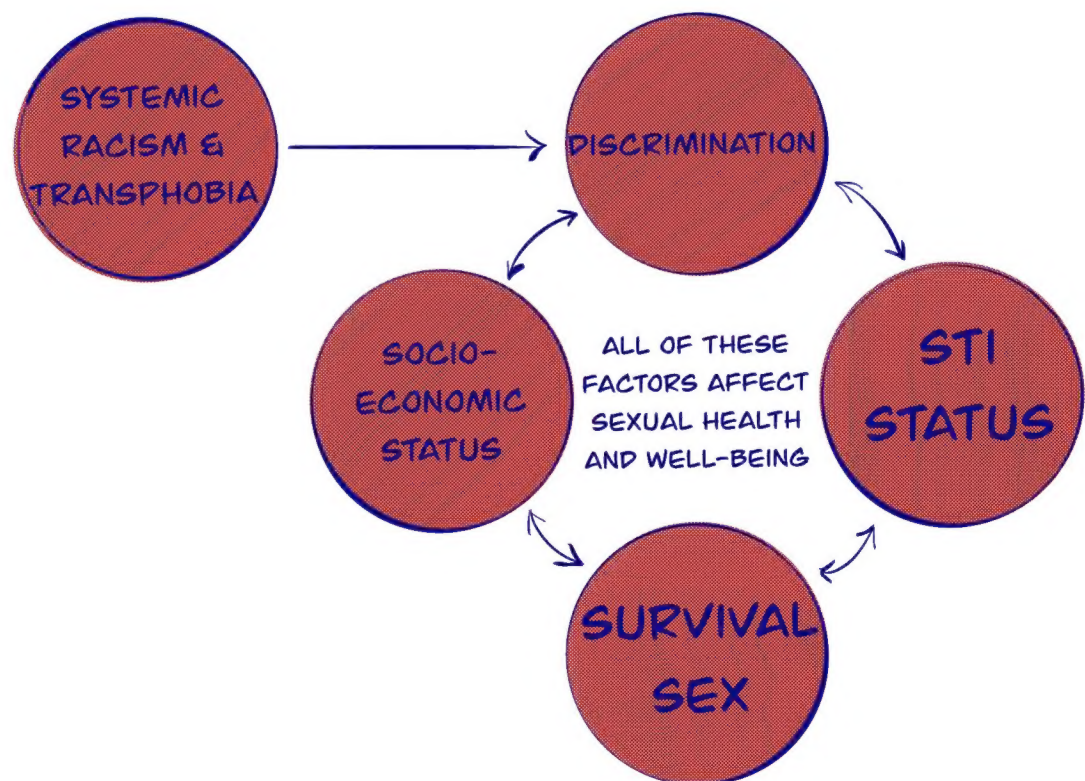 SYSTEMIC
RACISM &
TRANSPHOBIA
DISCRIMINATION
SOCIO-
ECONOMIC
STATUS
ALL OF THESE
FACTORS AFFECT
SEXUAL HEALTH
AND WELL-BEING
STI
STATUS
SURVIVAL
SEX